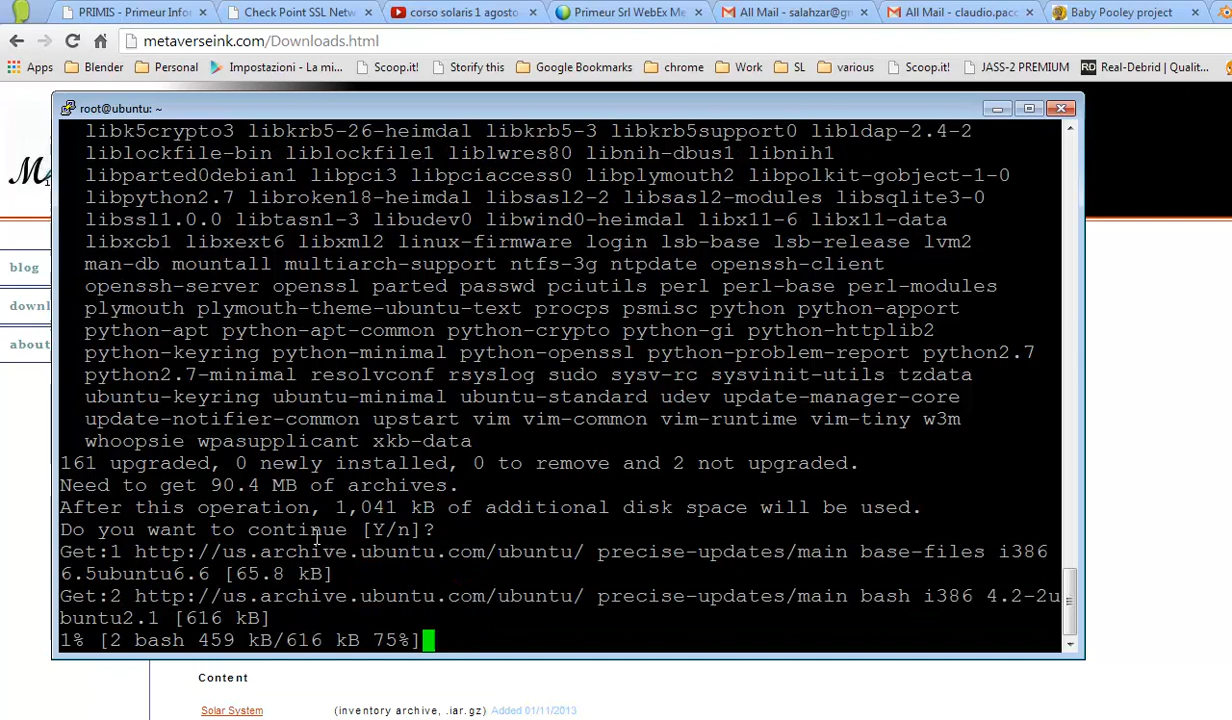 PRIMIS - Primeur Infor
Check Point SSL Netw
corso solaris 1 agosto
Primeur Srl WebEx Me
All Mail - salahzar@gm
All Mail - claudio.pacc
Baby Pooley project
metaverseink.com/Downloads.html
Apps Blender Personal Impostazioni - La mi... Scoop.it! Storify this Google Bookmarks chrome Work SL various Scoop.it! JASS-2 PREMIUM RD Real-Debrid | Qualit...
root@ubuntu: ~
libk5crypto3 libkrb5-26-heimdal libkrb5-3 libkrb5support0 libldap-2.4-2
liblockfile-bin liblockfile1 liblwres80 libnih-dbus1 libnih1
libparted0debian1 libpci3 libpciaccess0 libplymouth2 libpolkit-gobject-1-0
libpython2.7 libroken18-heimdal libsasl2-2 libsasl2-modules libsqlite3-0
libssl1.0.0 libtasn1-3 libudev0 libwind0-heimdal libx11-6 libx11-data
libxcb1 libxext6 libxml2 linux-firmware login lsb-base lsb-release lvm2
man-db mountall multiarch-support ntfs-3g ntpdate openssh-client
openssh-server openssl parted passwd pciutils perl perl-base perl-modules
plymouth plymouth-theme-ubuntu-text procps psmisc python python-apport
python-apt python-apt-common python-crypto python-gi python-httplib2
python-keyring python-minimal python-openssl python-problem-report python2.7
python2.7-minimal resolvconf rsyslog sudo sysv-rc sysvinit-utils tzdata
ubuntu-keyring ubuntu-minimal ubuntu-standard udev update-manager-core
update-notifier-common upstart vim vim-common vim-runtime vim-tiny w3m
whoopsie wpasupplicant xkb-data
161 upgraded, 0 newly installed, 0 to remove and 2 not upgraded.
Need to get 90.4 MB of archives.
After this operation, 1,041 kB of additional disk space will be used.
Do you want to continue [Y/n]?
Get:1 http://us.archive.ubuntu.com/ubuntu/ precise-updates/main base-files i386
6.5ubuntu6.6 [65.8 kB]
Get:2 http://us.archive.ubuntu.com/ubuntu/ precise-updates/main bash i386 4.2-2u
buntu2.1 [616 kB]
1% [2 bash 459 kB/616 kB 75%]
blog
downl
about
Content
Solar System (inventory archive, .iar.gz) Added 01/11/2013